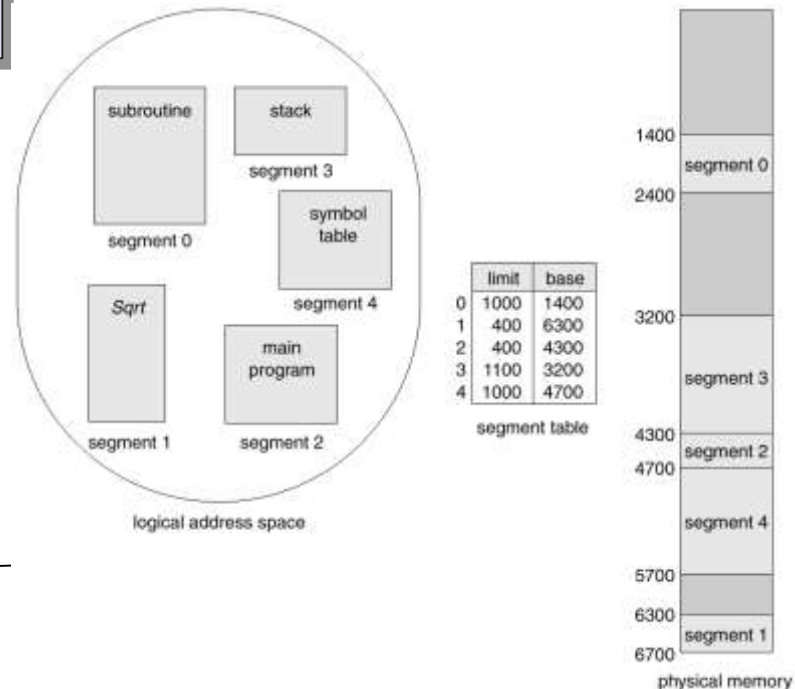 subroutine
segment 0
stack
segment 3
symbol
table
segment 4
Sqrt
segment 1
main
program
segment 2
logical address space
limit base
0 1000 1400
1 400 6300
2 400 4300
3 1100 3200
4 1000 4700
segment table
1400
segment 0
2400
3200
segment 3
4300
segment 2
4700
segment 4
5700
6300
segment 1
6700
physical memory